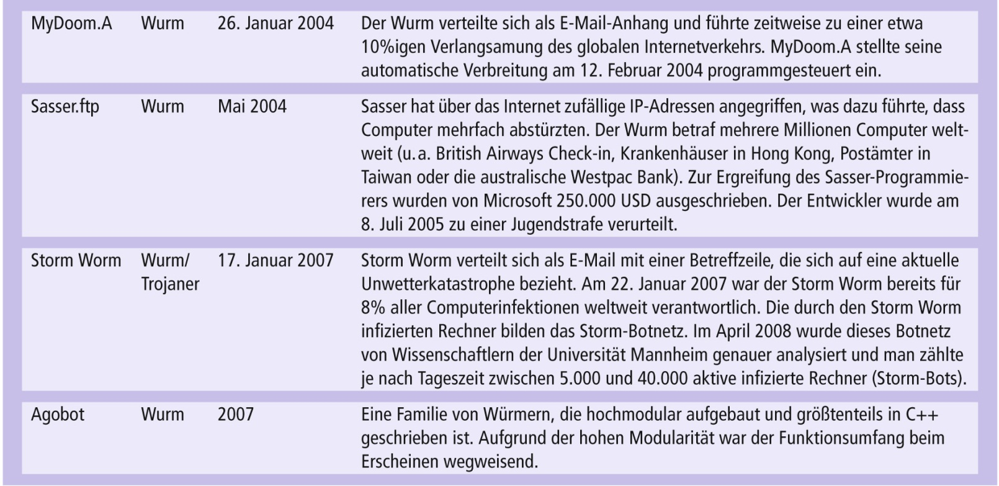 MyDoom.A Wurm 26. Januar 2004 Der Wurm verteilte sich als E-Mail-Anhang und führte zeitweise zu einer etwa
10%igen Verlangsamung des globalen Internetverkehrs. MyDoom.A stellte seine
automatische Verbreitung am 12. Februar 2004 programmgesteuert ein.
Sasser.ftp Wurm Mai 2004 Sasser hat über das Internet zufällige IP-Adressen angegriffen, was dazu führte, dass
Computer mehrfach abstürzten. Der Wurm betraf mehrere Millionen Computer welt-
weit (u. a. British Airways Check-in, Krankenhäuser in Hong Kong, Postämter in
Taiwan oder die australische Westpac Bank). Zur Ergreifung des Sasser-Programmie-
rers wurden von Microsoft 250.000 USD ausgeschrieben. Der Entwickler wurde am
8. Juli 2005 zu einer Jugendstrafe verurteilt.
Storm Worm Wurm/ 17. Januar 2007 Storm Worm verteilt sich als E-Mail mit einer Betreffzeile, die sich auf eine aktuelle
Trojaner Unwetterkatastrophe bezieht. Am 22. Januar 2007 war der Storm Worm bereits für
8% aller Computerinfektionen weltweit verantwortlich. Die durch den Storm Worm
infizierten Rechner bilden das Storm-Botnetz. Im April 2008 wurde dieses Botnetz
von Wissenschaftlern der Universität Mannheim genauer analysiert und man zählte
je nach Tageszeit zwischen 5.000 und 40.000 aktive infizierte Rechner (Storm-Bots).
Agobot Wurm 2007 Eine Familie von Würmern, die hochmodular aufgebaut und größtenteils in C++
geschrieben ist. Aufgrund der hohen Modularität war der Funktionsumfang beim
Erscheinen wegweisend.